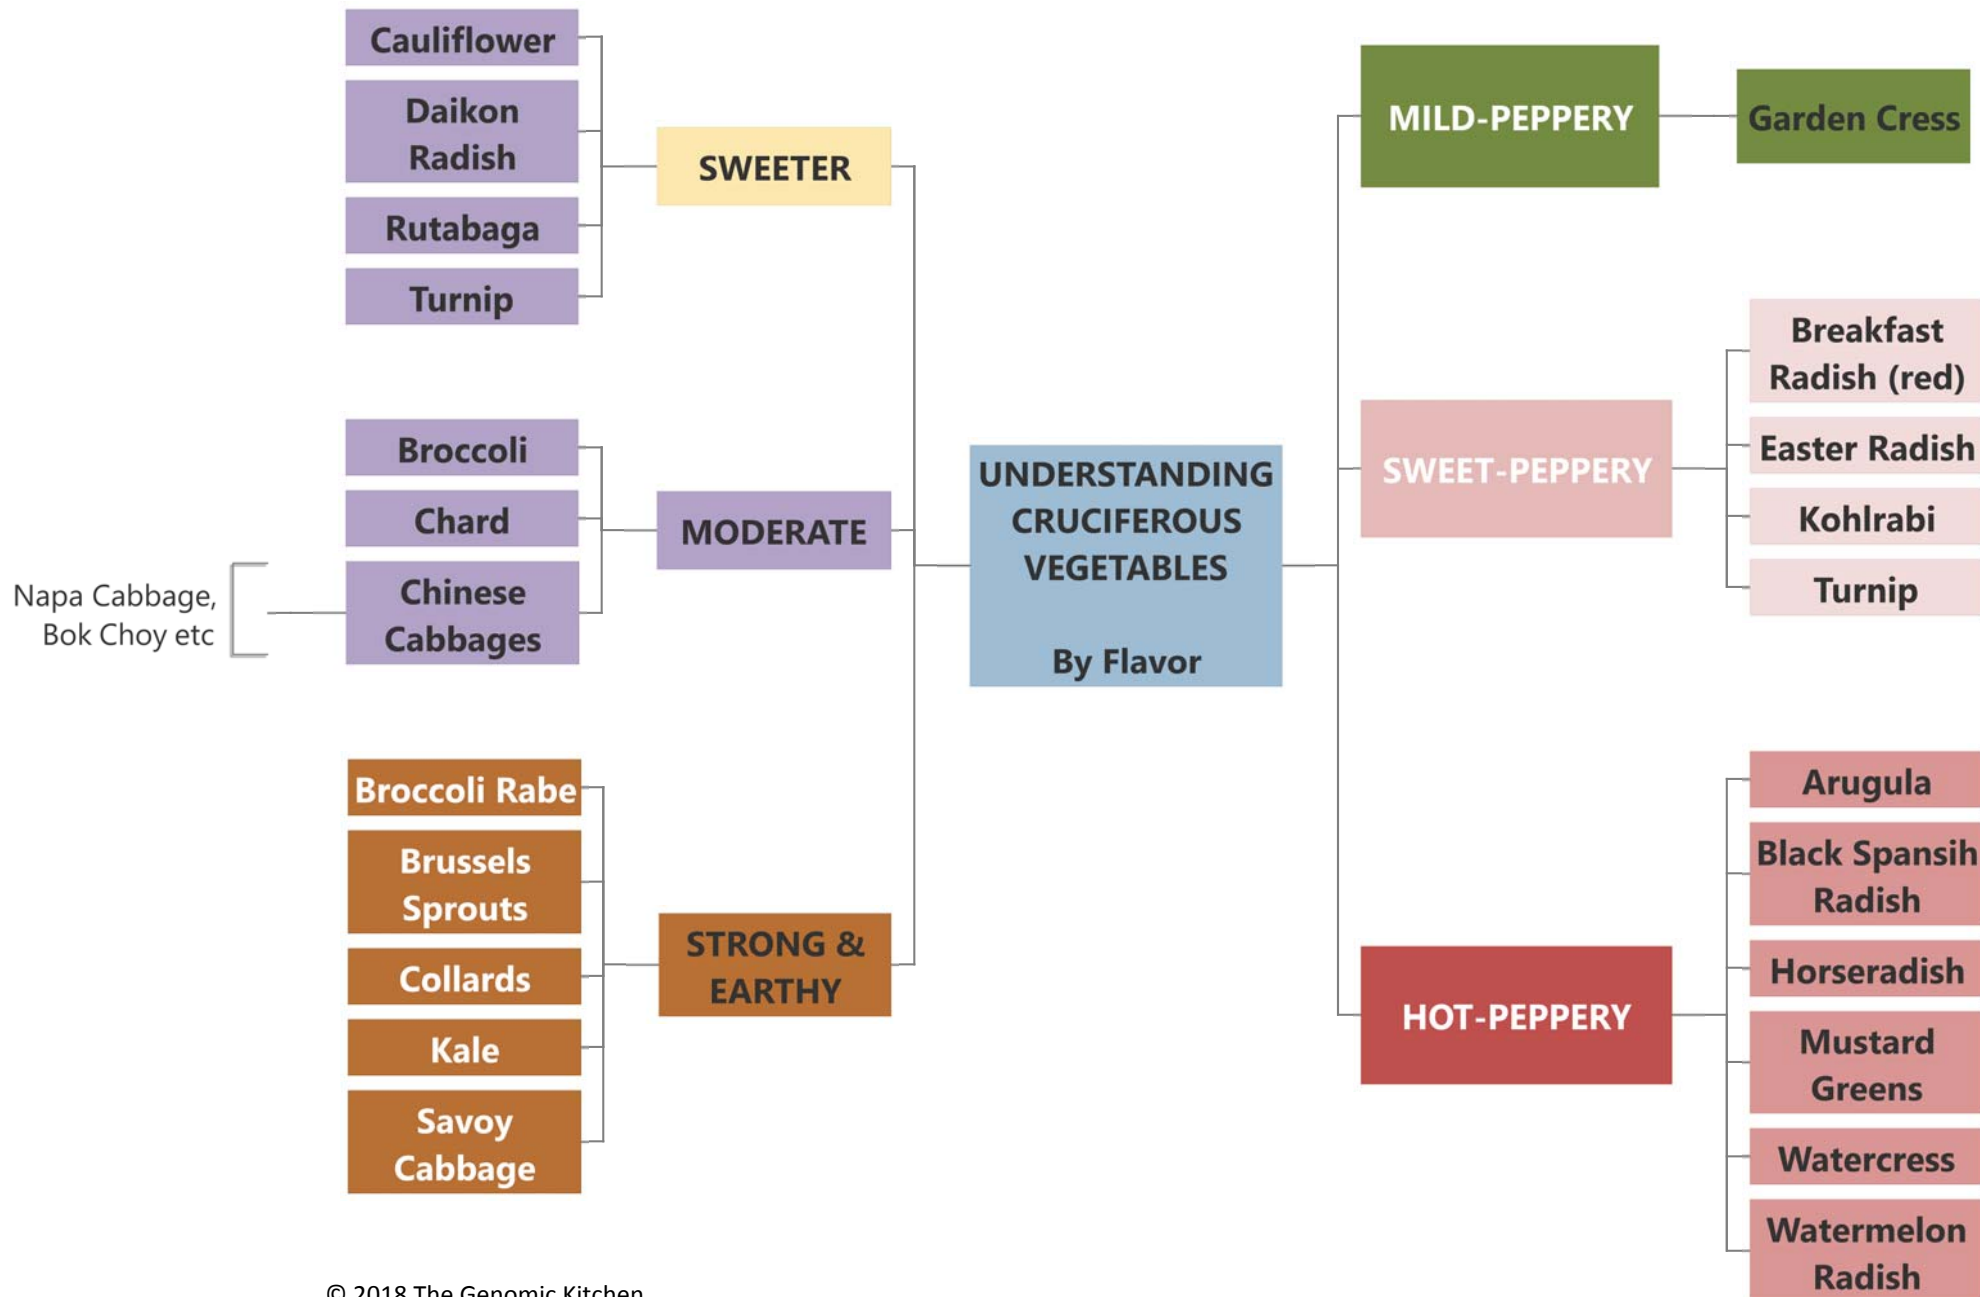 Cauliflower
Daikon
Radish
Rutabaga
Turnip
SWEETER
Broccoli
Chard
Chinese
Cabbages
Napa Cabbage,
Bok Choy etc
MODERATE
Broccoli Rabe
Brussels
Sprouts
Collards
Kale
Savoy
Cabbage
STRONG &
EARTHY
UNDERSTANDING
CRUCIFEROUS
VEGETABLES
By Flavor
MILD-PEPPERY
Garden Cress
SWEET-PEPPERY
Breakfast
Radish (red)
Easter Radish
Kohlrabi
Turnip
HOT-PEPPERY
Arugula
Black Spansih
Radish
Horseradish
Mustard
Greens
Watercress
Watermelon
Radish
© 2018 The Genomic Kitchen